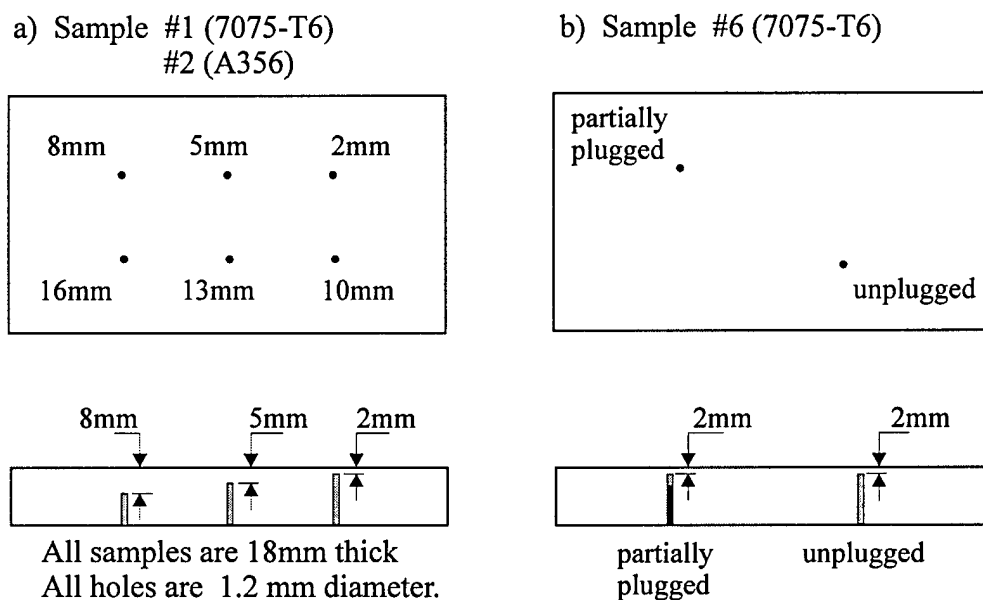 a) Sample #1 (7075-T6)
#2 (A356)
8mm 5mm 2mm
16mm 13mm 10mm
8mm 5mm 2mm
All samples are 18mm thick
All holes are 1.2 mm diameter.
b) Sample #6 (7075-T6)
partially
plugged
unplugged
2mm 2mm
partially
plugged
unplugged